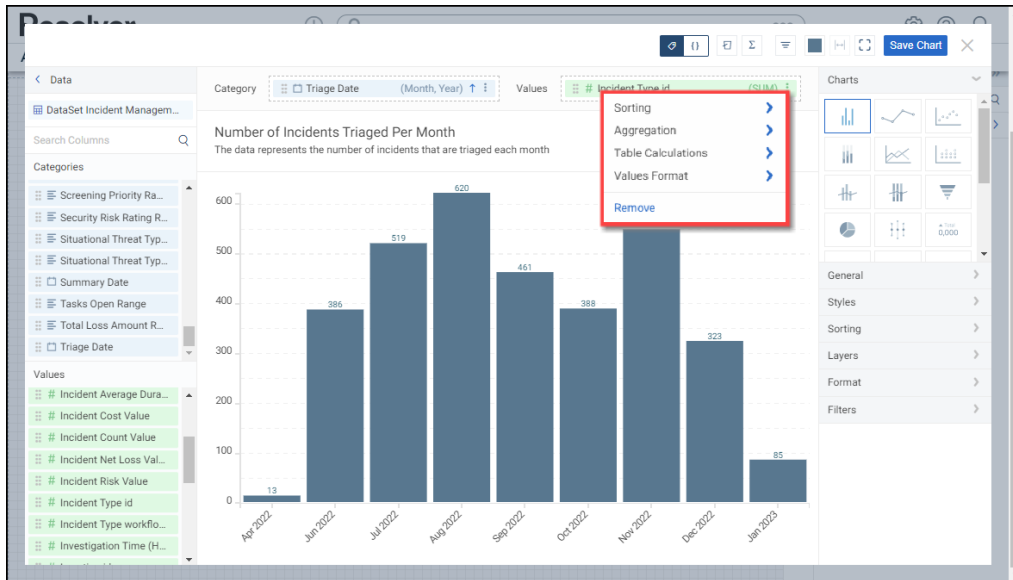 Save Chart
Data
DataSet Incident Managem...
Search Columns
Categories
Screening Priority Ra...
Security Risk Rating R...
Situational Threat Typ...
Situational Threat Typ...
Summary Date
Tasks Open Range
Total Loss Amount R...
Triage Date
Values
# Incident Average Dura...
# Incident Cost Value
# Incident Count Value
# Incident Net Loss Val...
# Incident Risk Value
# Incident Type id
# Incident Type workflo...
# Investigation Time (H...
Category Triage Date (Month, Year) Values # Incident Type id (SUM)
Sorting
Aggregation
Table Calculations
Values Format
Remove
Number of Incidents Triaged Per Month
The data represents the number of incidents that are triaged each month
600
500
400
300
200
100
0
13
386
519
620
461
388
323
85
Apr 2022
Jun 2022
Jul 2022
Aug 2022
Sep 2022
Oct 2022
Nov 2022
Dec 2022
Jan 2023
Charts
0,000
General
Styles
Sorting
Layers
Format
Filters